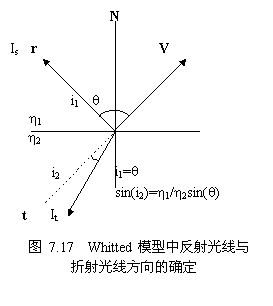 N
Is r V
i1 θ
η1
η2
i2 i1=θ
sin(i2)=η1/η2sin(θ)
t It
图 7.17 Whitted 模型中反射光线与
折射光线方向的确定